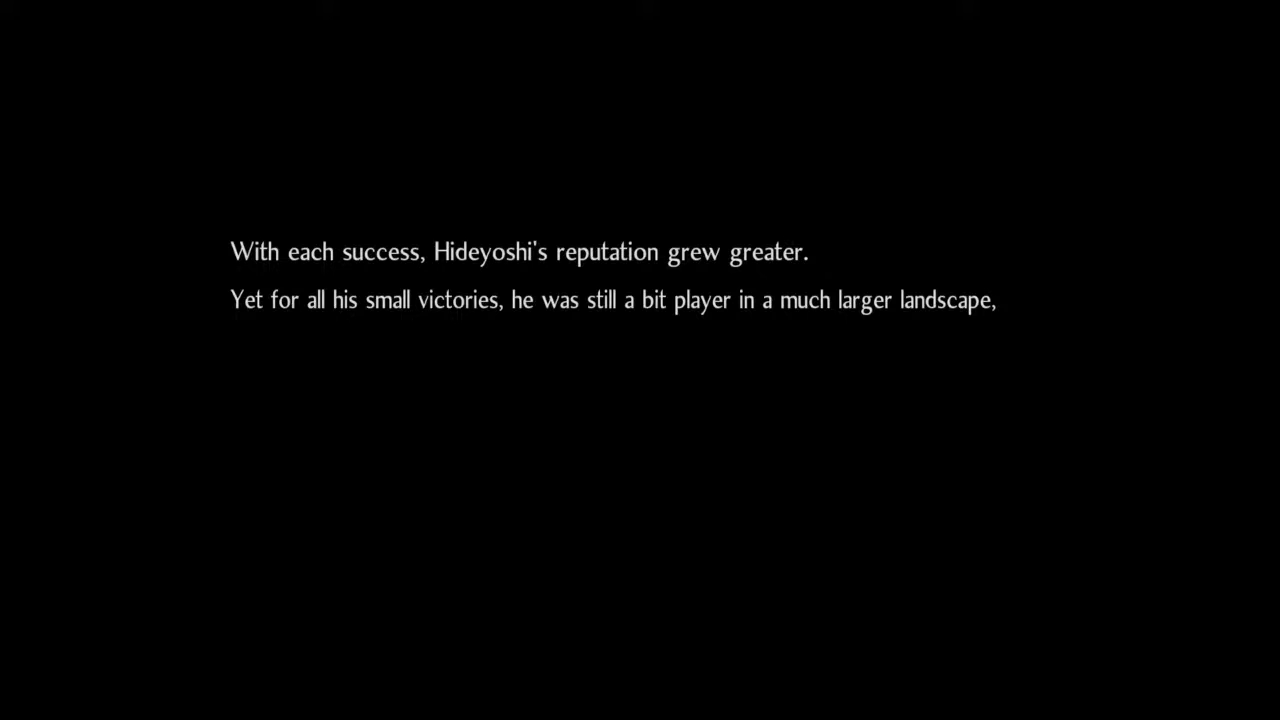 With each success, Hideyoshi's reputation grew greater.
Yet for all his small victories, he was still a bit player in a much larger landscape,